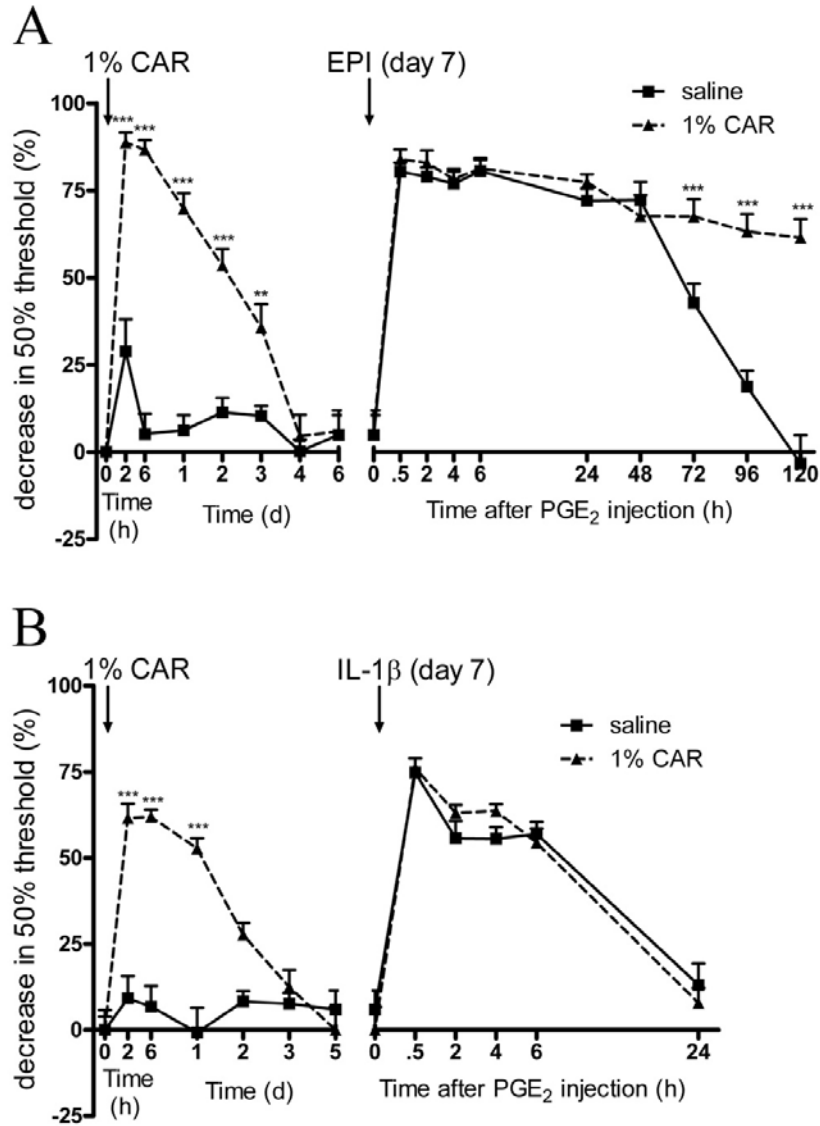 A
1% CAR
EPI (day 7)
saline
1% CAR
decrease in 50% threshold (%)
100
75
50
25
0
-25
*** *** *** *** **
*** *** ***
0 2 6 1 2 3 4 6
Time (h)
Time (d)
0 .5 2 4 6 24 48 72 96 120
Time after PGE₂ injection (h)
B
1% CAR
IL-1β (day 7)
saline
1% CAR
decrease in 50% threshold (%)
100
75
50
25
0
-25
*** *** ***
0 2 6 1 2 3 5
Time (h)
Time (d)
0 .5 2 4 6 24
Time after PGE₂ injection (h)